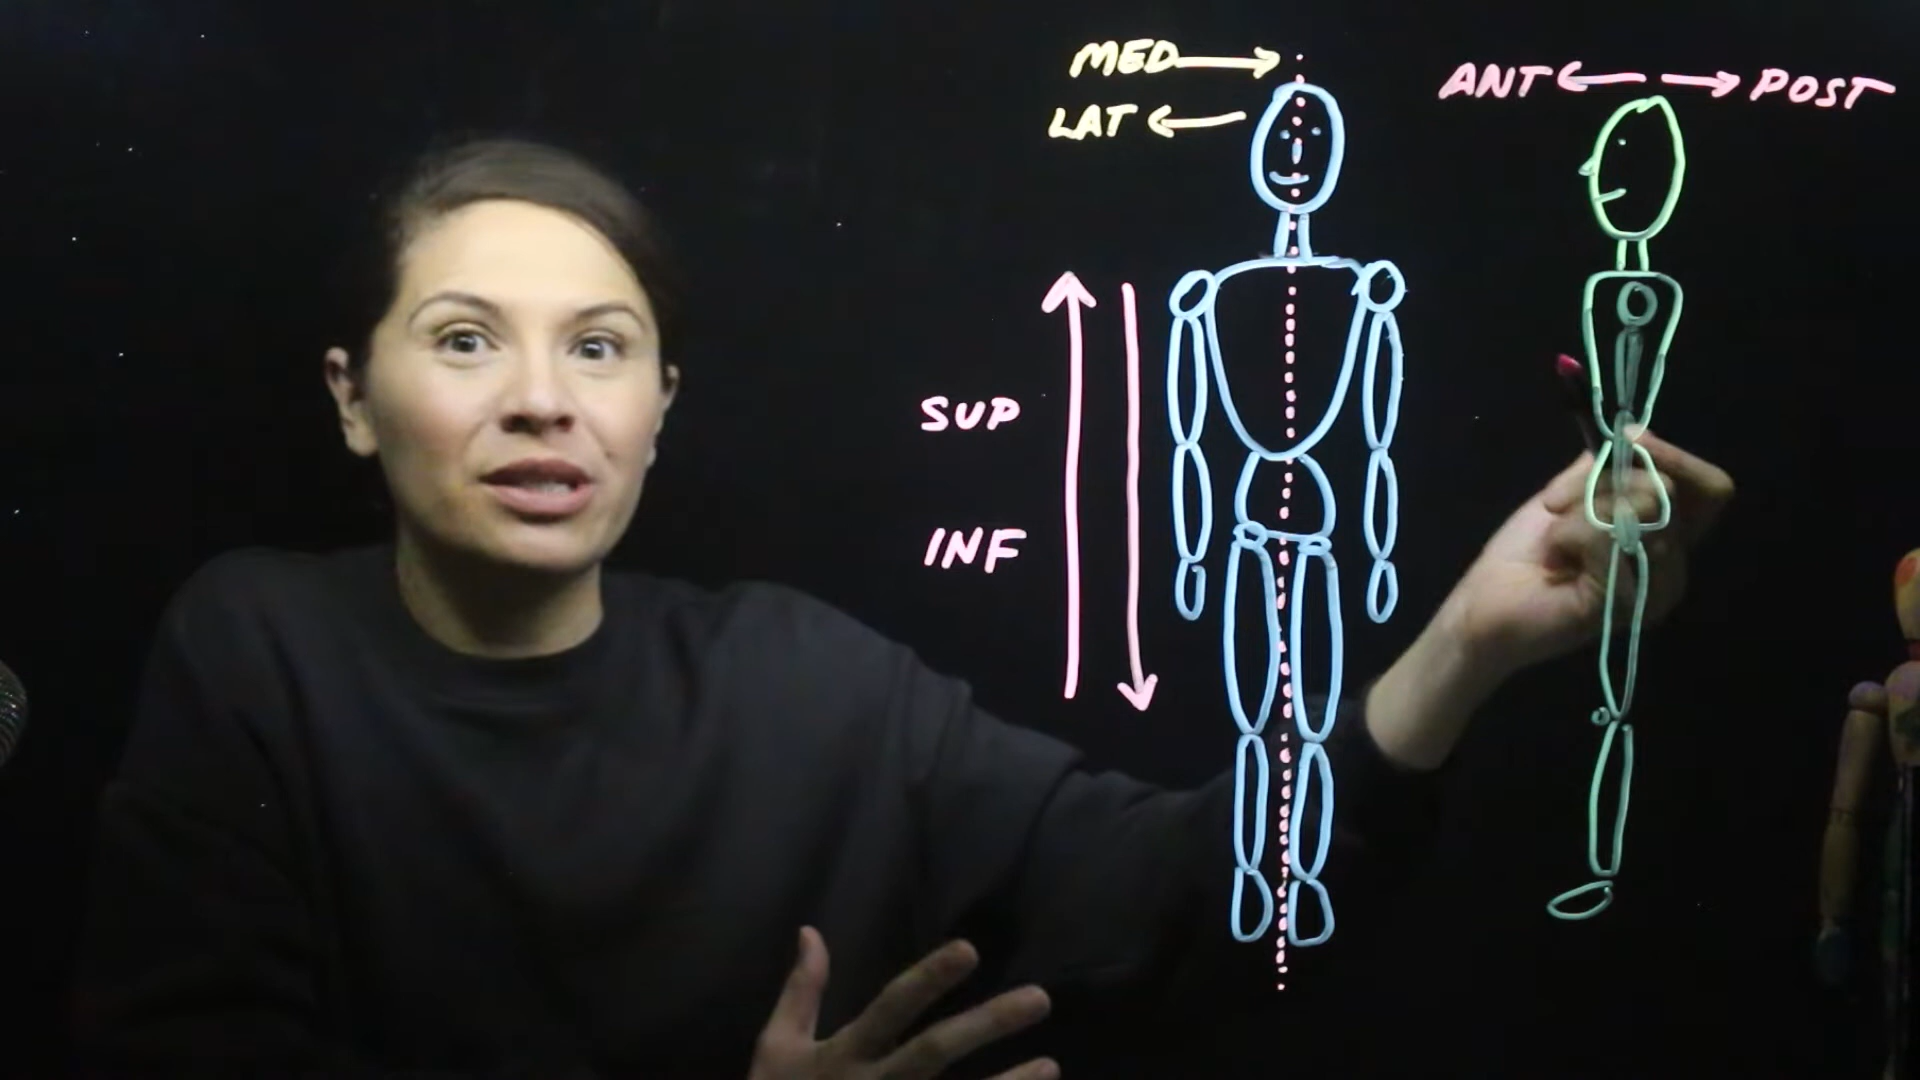 MED
LAT
ANT
POST
SUP
INF